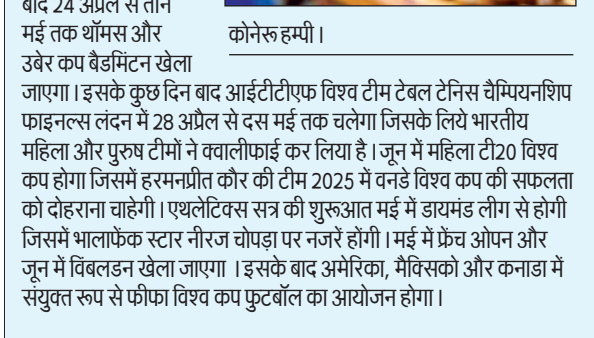 बाद 24 अप्रैल से तीन
मई तक थॉमस और
उबेर कप बैडमिंटन खेला
कोनेरू हम्पी।
जाएगा। इसके कुछ दिन बाद आईटीटीएफ विश्व टीम टेबल टेनिस चैम्पियनशिप
फाइनल्स लंदन में 28 अप्रैल से दस मई तक चलेगा जिसके लिये भारतीय
महिला और पुरुष टीमों ने क्वालीफाई कर लिया है। जून में महिला टी20 विश्व
कप होगा जिसमें हरमनप्रीत कौर की टीम 2025 में वनडे विश्व कप की सफलता
को दोहराना चाहेगी। एथलेटिक्स सत्र की शुरूआत मई में डायमंड लीग से होगी
जिसमें भालाफेंक स्टार नीरज चोपड़ा पर नजरें होंगी। मई में फ्रेंच ओपन और
जून में विंबलडन खेला जाएगा । इसके बाद अमेरिका, मैक्सिको और कनाडा में
संयुक्त रूप से फीफा विश्व कप फुटबॉल का आयोजन होगा।